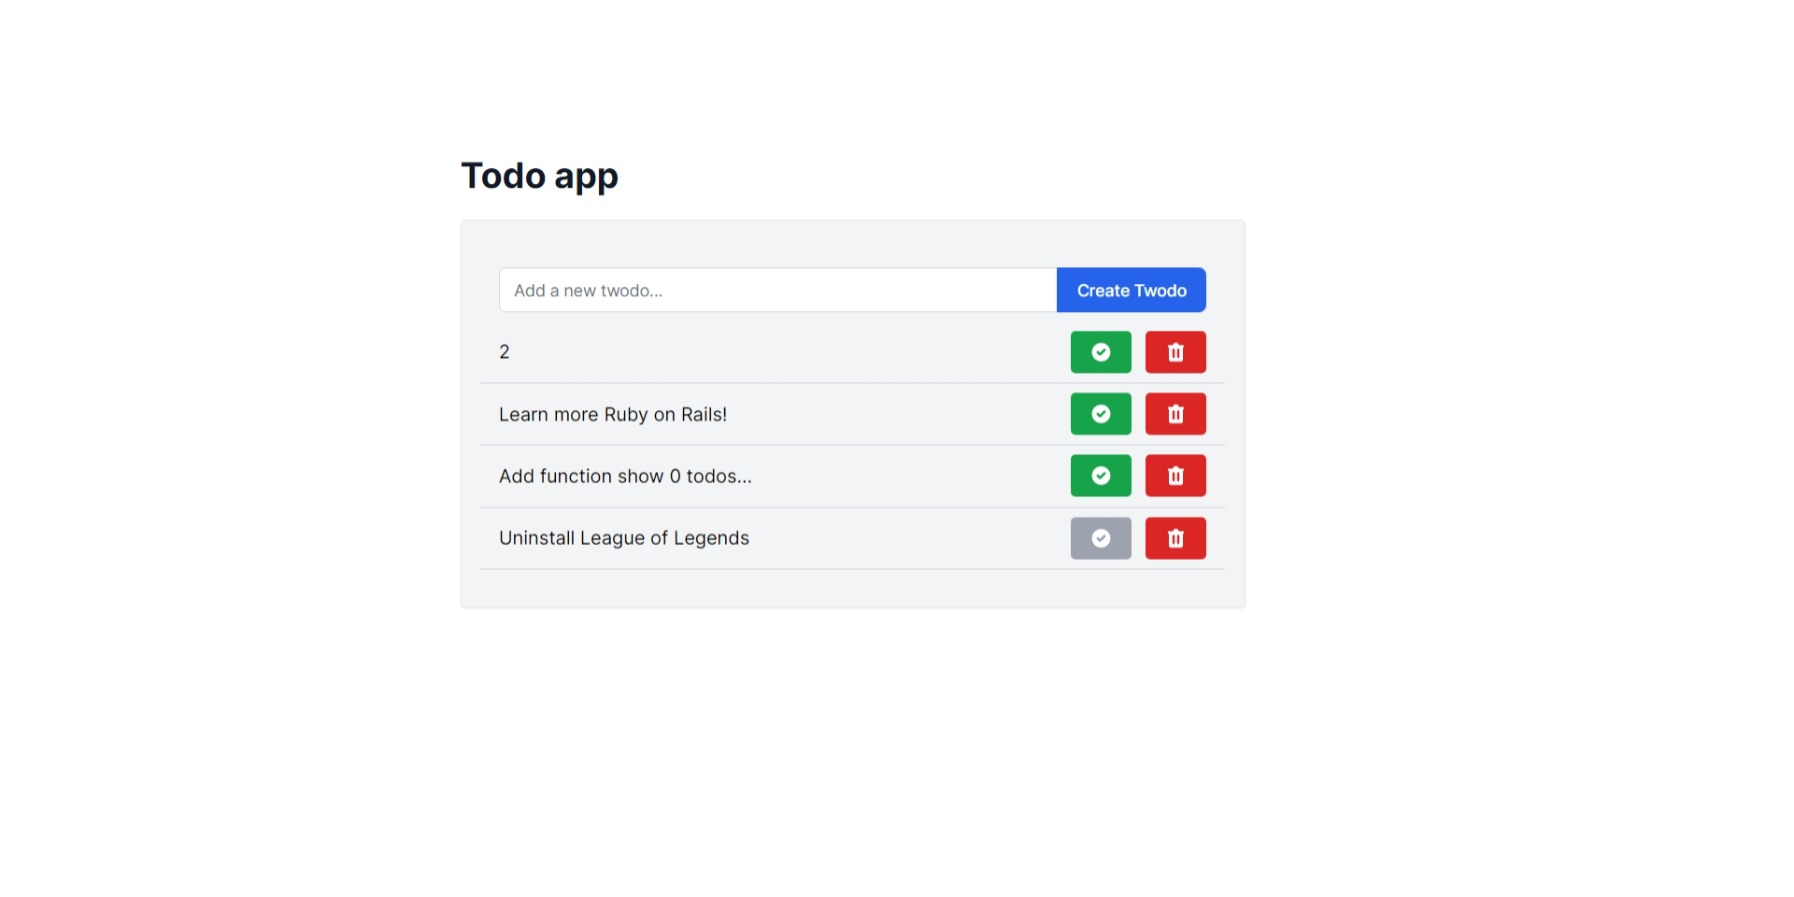 Todo app
Add a new twodo...
Create Twodo
2
Learn more Ruby on Rails!
Add function show 0 todos...
Uninstall League of Legends